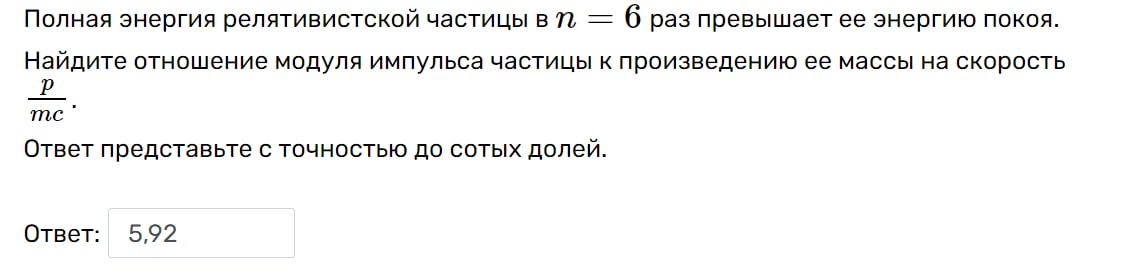 Полная энергия релятивистской частицы в n = 6 раз превышает ее энергию покоя.
Найдите отношение модуля импульса частицы к произведению ее массы на скорость
p/mc.
Ответ представьте с точностью до сотых долей.
Ответ: 5,92